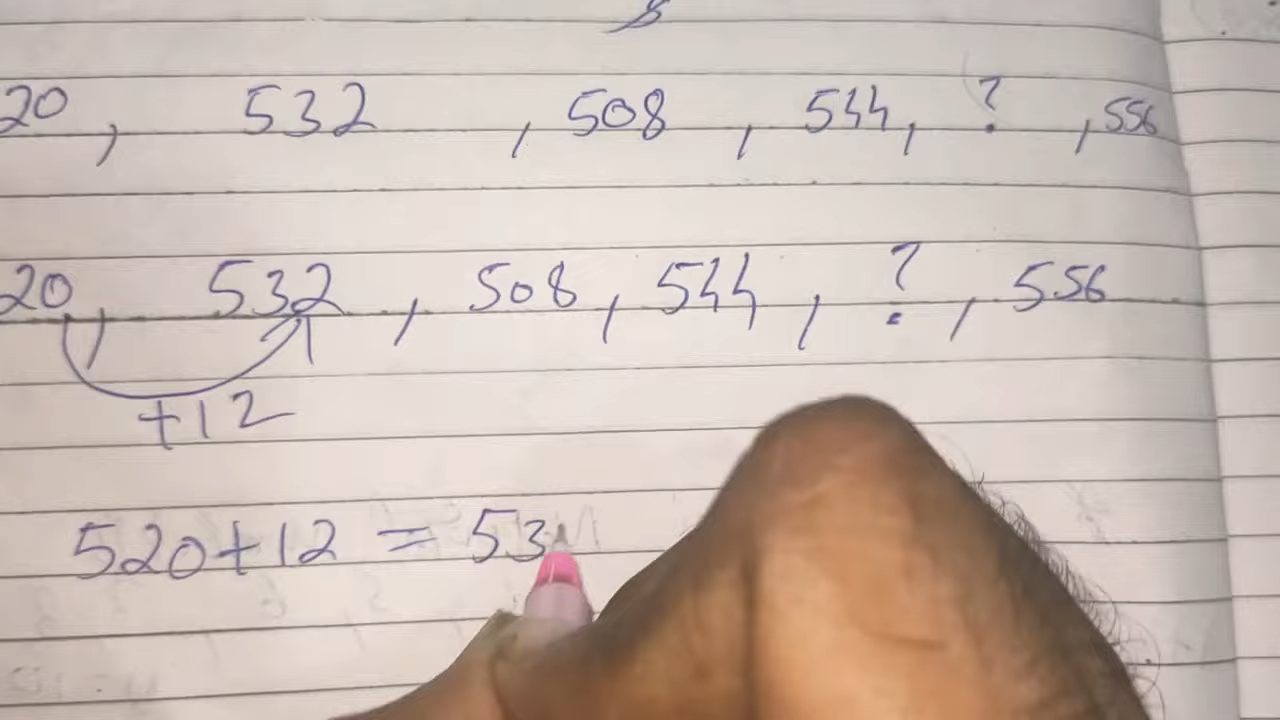 20, 532, 508, 544, ?, 556
20, 532, 508, 544, ?, 556
+12
520+12 = 53